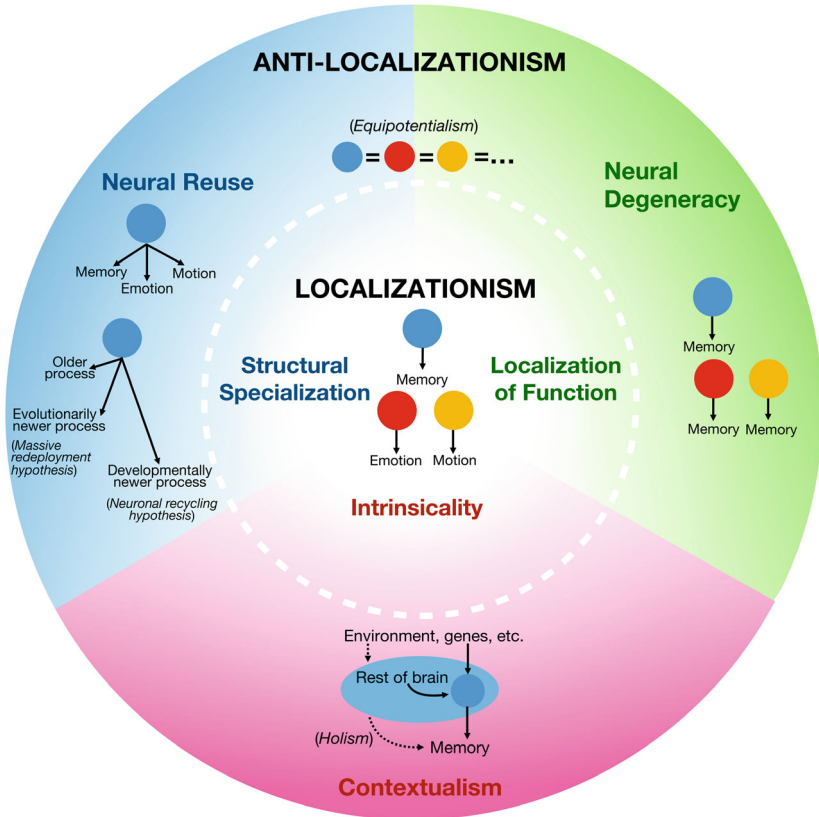 ANTI-LOCALIZATIONISM
(Equipotentialism)
= = =...
Neural Reuse
Memory
Emotion
Motion
Older
process
Evolutionarily
newer process
(Massive
redeployment
hypothesis)
Developmentally
newer process
(Neuronal recycling
hypothesis)
Neural
Degeneracy
Memory
Memory
Memory
LOCALIZATIONISM
Structural
Specialization
Localization
of Function
Memory
Emotion
Motion
Intrinsicality
Environment, genes, etc.
Rest of brain
(Holism)
Memory
Contextualism